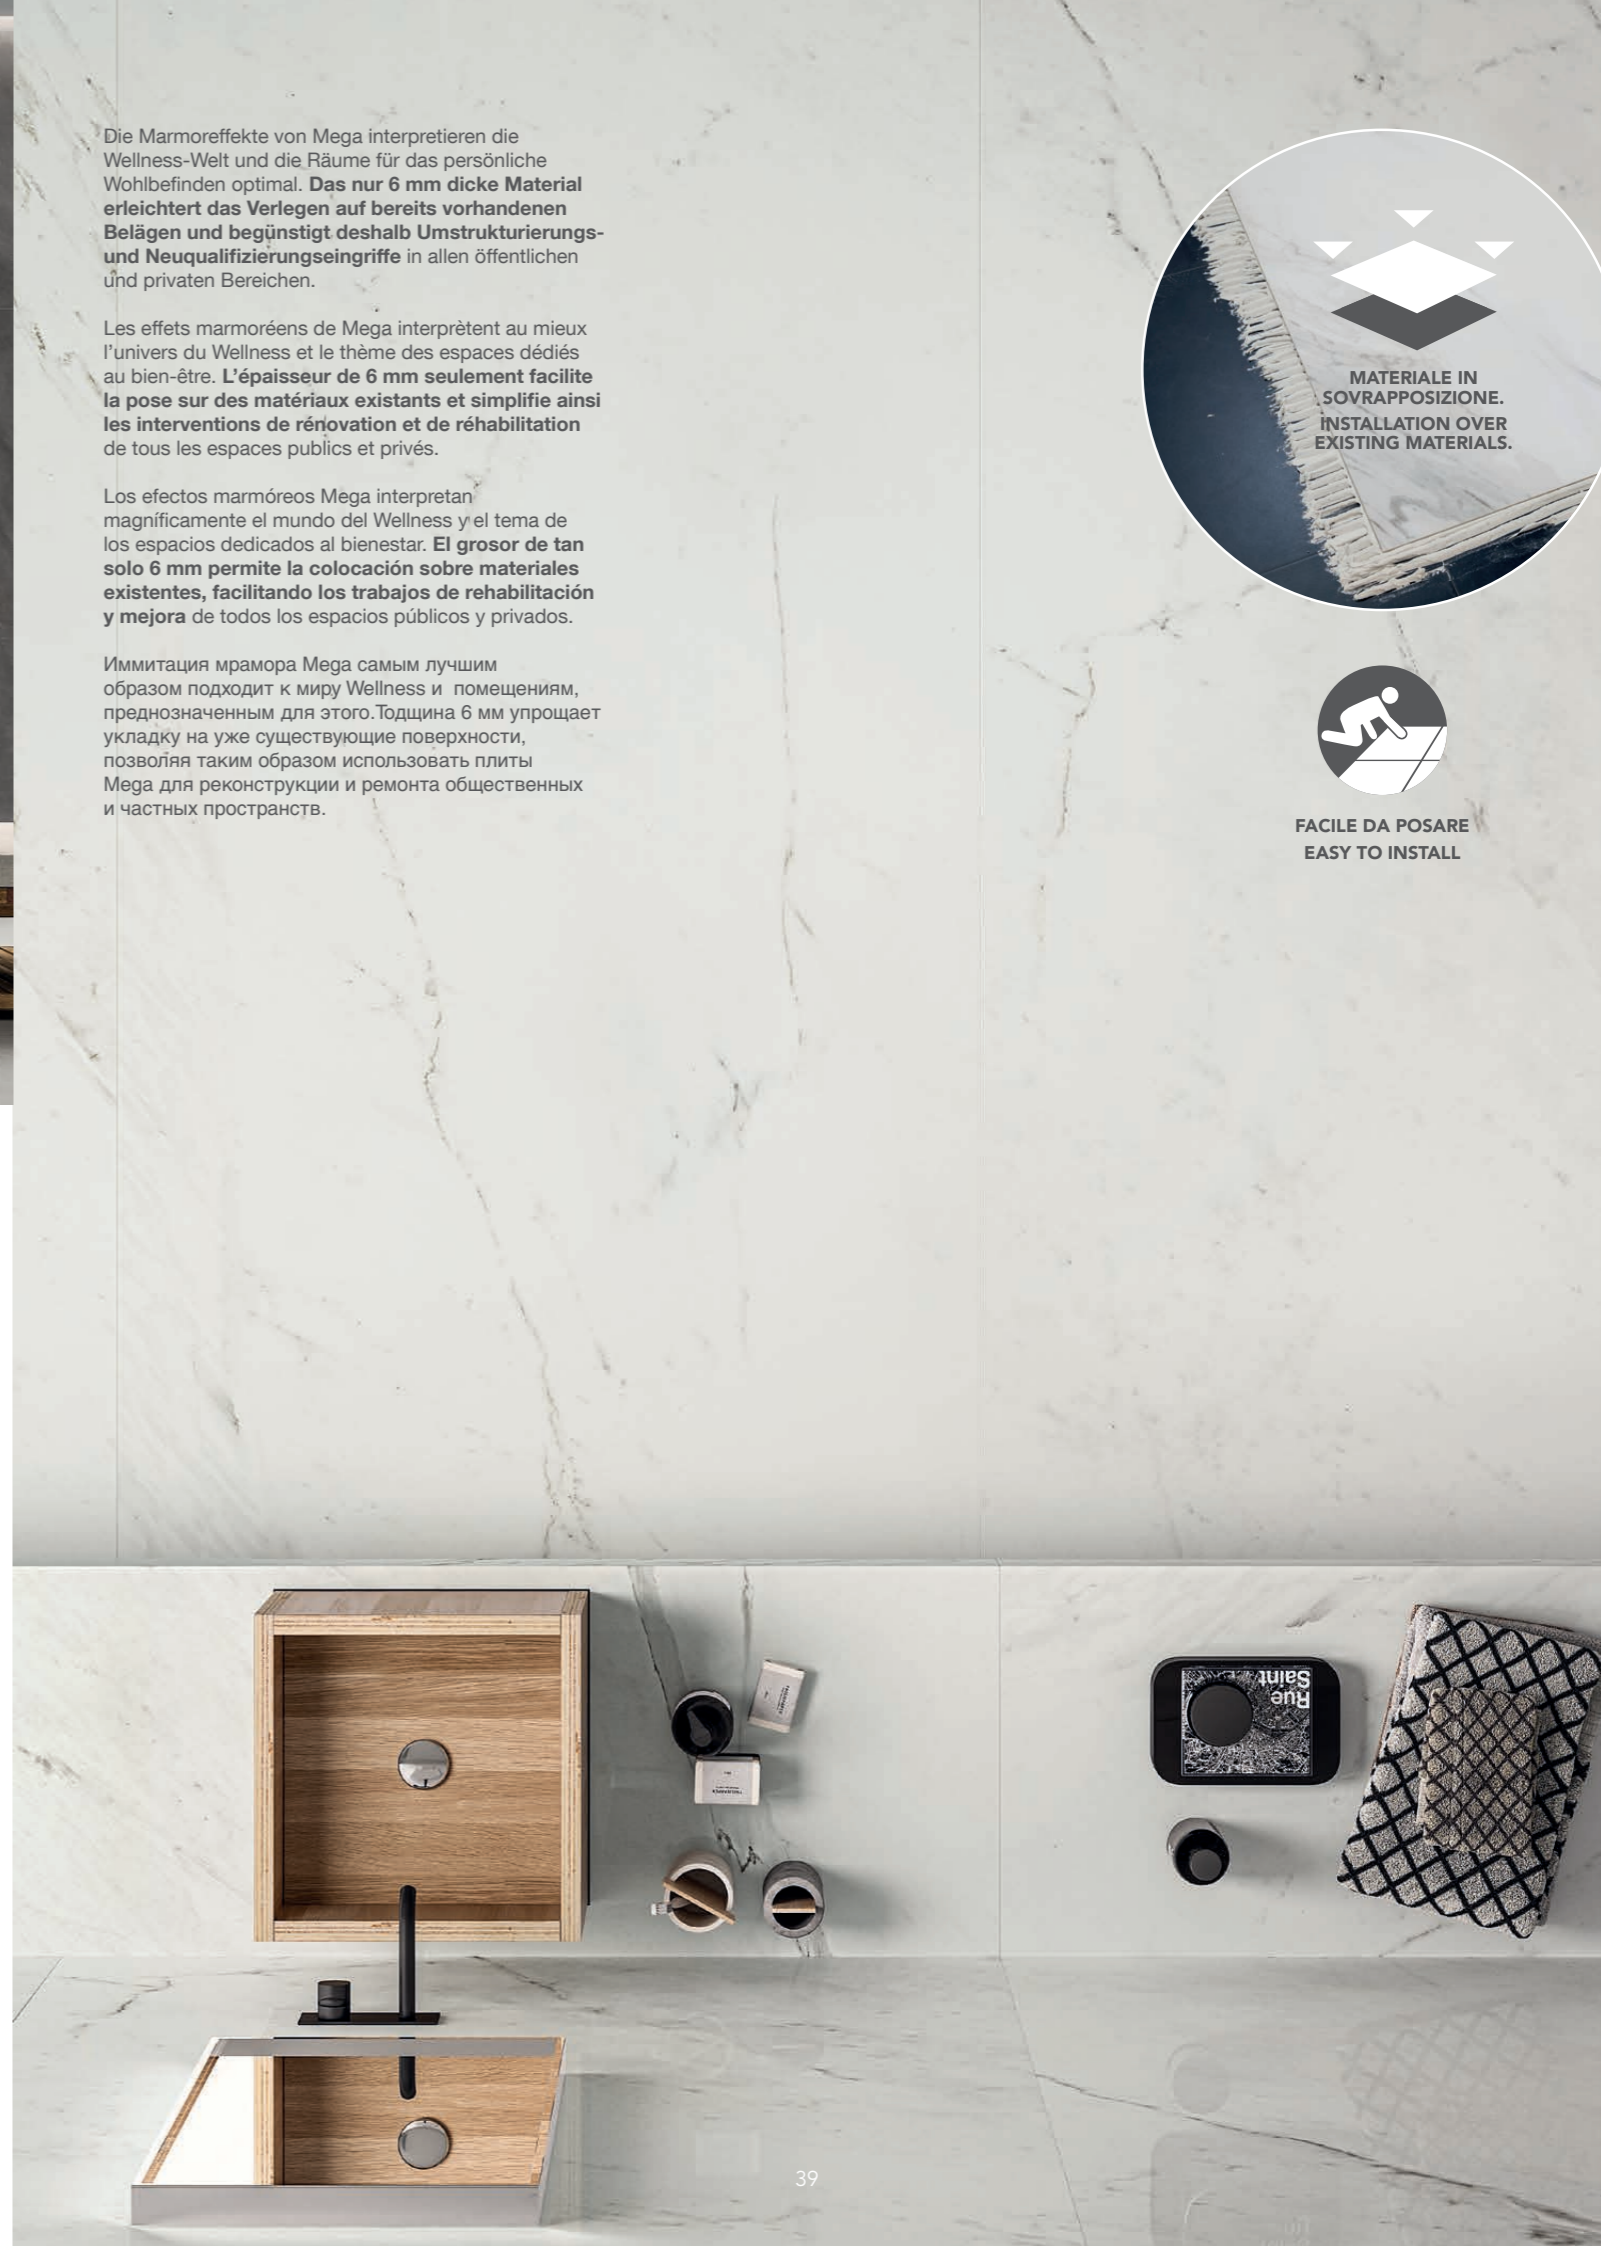 Die Marmoreffekte von Mega interpretieren die
Wellness-Welt und die Räume für das persönliche
Wohlbefinden optimal. Das nur 6 mm dicke Material
erleichtert das Verlegen auf bereits vorhandenen
Belägen und begünstigt deshalb Umstrukturierungs-
und Neuqualifizierungseingriffe in allen öffentlichen
und privaten Bereichen.
Les effets marmoréens de Mega interprètent au mieux
l’univers du Wellness et le thème des espaces dédiés
au bien-être. L’épaisseur de 6 mm seulement facilite
la pose sur des matériaux existants et simplifie ainsi
les interventions de rénovation et de réhabilitation
de tous les espaces publics et privés.
Los efectos marmóreos Mega interpretan
magníficamente el mundo del Wellness y el tema de
los espacios dedicados al bienestar. El grosor de tan
solo 6 mm permite la colocación sobre materiales
existentes, facilitando los trabajos de rehabilitación
y mejora de todos los espacios públicos y privados.
Иммитация мрамора Mega самым лучшим
образом подходит к миру Wellness и помещениям,
преднозначенным для этого.Тодщина 6 мм упрощает
укладку на уже существующие поверхности,
позволяя таким образом использовать плиты
Mega для реконструкции и ремонта общественных
и частных пространств.
MATERIALE IN
SOVRAPPOSIZIONE.
INSTALLATION OVER
EXISTING MATERIALS.
FACILE DA POSARE
EASY TO INSTALL
Rue
Saint
39